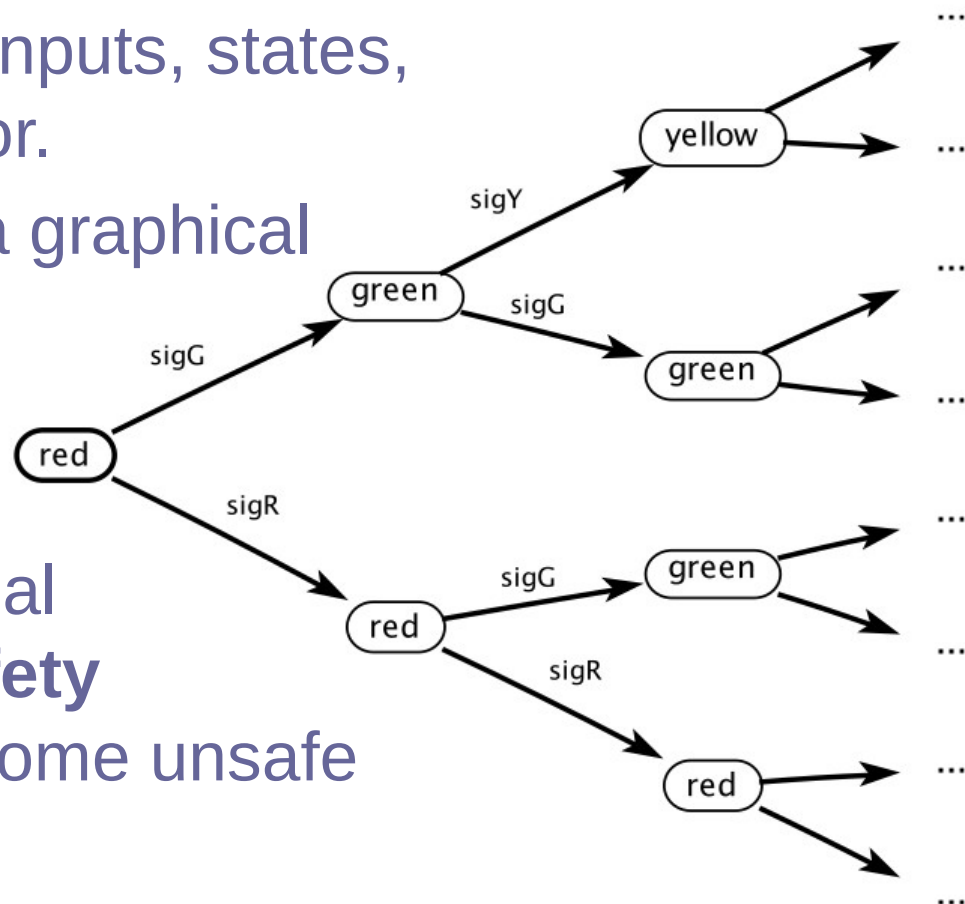 nputs, states,
or.
a graphical
al
ety
ome unsafe
red
sigG
sigR
green
red
sigY
sigG
sigG
sigR
yellow
green
green
red
...
...
...
...
...
...
...
...